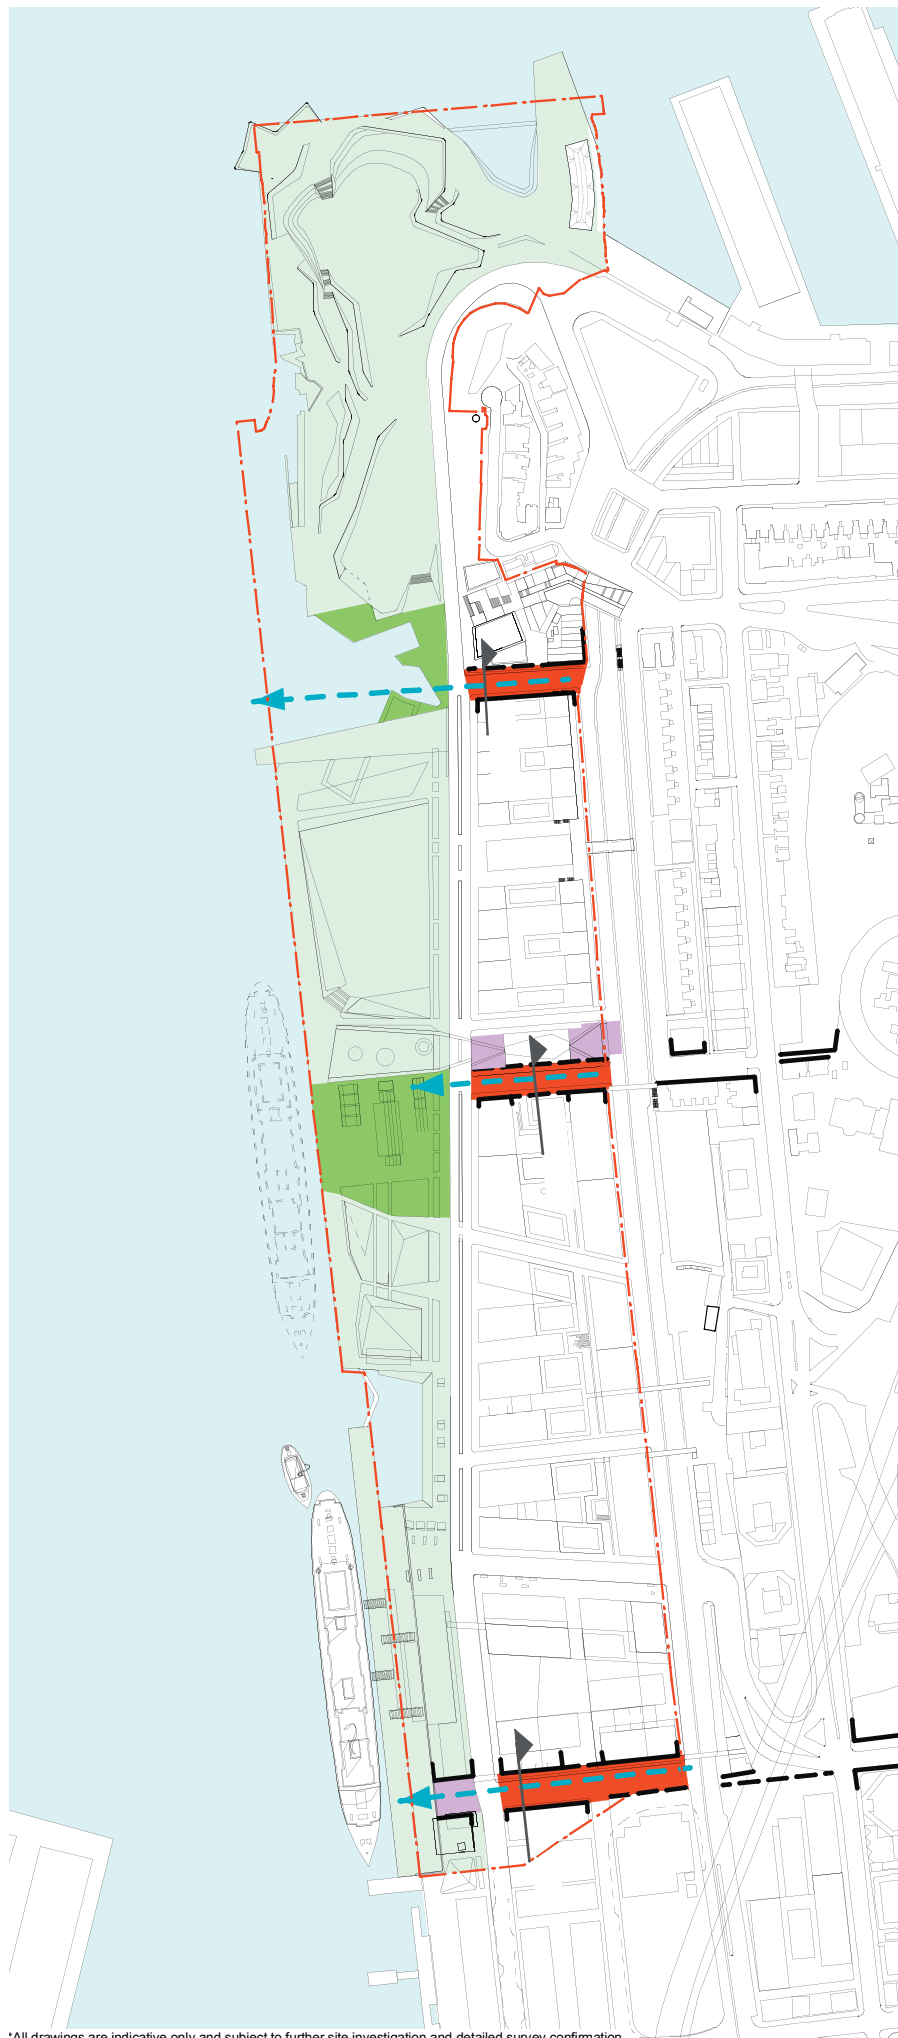 *All drawings are indicative only and subject to further site investigation and detailed survey confirmation